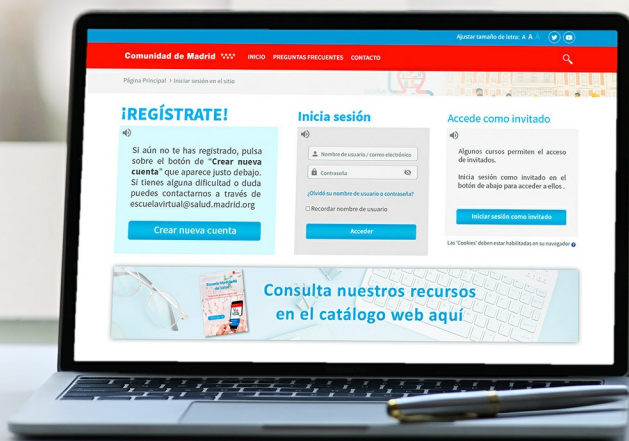 Ajustar tamaño de letra: A A A
Comunidad de Madrid
INICIO PREGUNTAS FRECUENTES CONTACTO
Página Principal > Iniciar sesión en el sitio
¡REGÍSTRATE!
Si aún no te has registrado, pulsa
sobre el botón de "Crear nueva
cuenta" que aparece justo debajo.
Si tienes alguna dificultad o duda
puedes contactarnos a través de
escuelavirtual@salud.madrid.org
Crear nueva cuenta
Inicia sesión
Nombre de usuario / correo electrónico
Contraseña
¿Olvidó su nombre de usuario o contraseña?
Recordar nombre de usuario
Acceder
Accede como invitado
Algunos cursos permiten el acceso
de invitados.
Inicia sesión como invitado en el
botón de abajo para acceder a ellos .
Iniciar sesión como invitado
Las 'Cookies' deben estar habilitadas en su navegador
Consulta nuestros recursos
en el catálogo web aquí